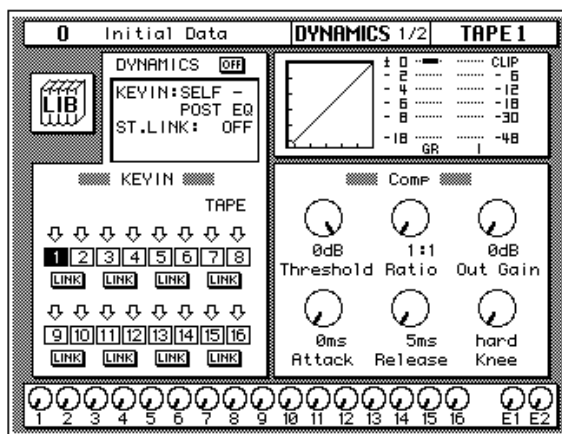 0 Initial Data DYNAMICS 1/2 TAPE 1
LIB
DYNAMICS OFF
KEYIN:SELF -
POST EQ
ST.LINK: OFF
± 0 CLIP
- 2 - 6
- 4 -12
- 6 -18
- 8 -30
-18 -48
GR I
KEYIN
TAPE
1 2 3 4 5 6 7 8
LINK LINK LINK LINK
9 10 11 12 13 14 15 16
LINK LINK LINK LINK
Comp
0dB 1:1 0dB
Threshold Ratio Out Gain
0ms 5ms hard
Attack Release Knee
1 2 3 4 5 6 7 8 9 10 11 12 13 14 15 16 E1 E2